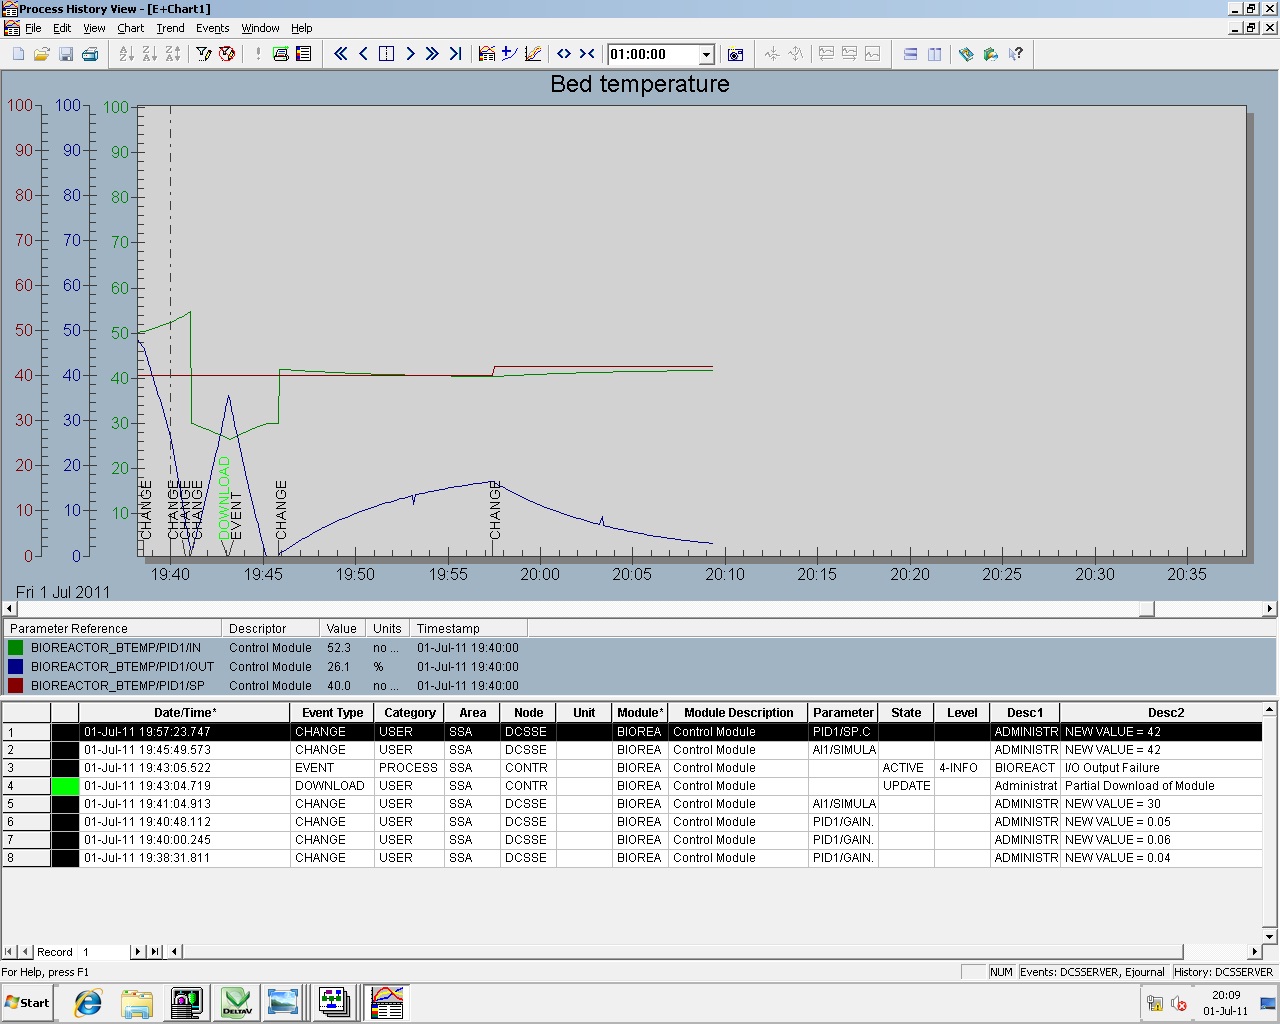 Process History View - [E+Chart1]
File Edit View Chart Trend Events Window Help
01:00:00
Bed temperature
100 100 100
90 90 90
80 80 80
70 70 70
60 60 60
50 50 50
40 40 40
30 30 30
20 20 20
10 10 10
0 0
CHANGE CHANGE CHANGE CHANGE DOWNLOAD EVENT CHANGE CHANGE
19:40 19:45 19:50 19:55 20:00 20:05 20:10 20:15 20:20 20:25 20:30 20:35
Fri 1 Jul 2011
Parameter Reference Descriptor Value Units Timestamp
BIOREACTOR_BTEMP/PID1/IN Control Module 52.3 no ... 01-Jul-11 19:40:00
BIOREACTOR_BTEMP/PID1/OUT Control Module 26.1 % 01-Jul-11 19:40:00
BIOREACTOR_BTEMP/PID1/SP Control Module 40.0 no ... 01-Jul-11 19:40:00
Date/Time* Event Type Category Area Node Unit Module* Module Description Parameter State Level Desc1 Desc2
1 01-Jul-11 19:57:23.747 CHANGE USER SSA DCSSE BIOREA Control Module PID1/SP.C ADMINISTR NEW VALUE = 42
2 01-Jul-11 19:45:49.573 CHANGE USER SSA DCSSE BIOREA Control Module AI1/SIMULA ADMINISTR NEW VALUE = 42
3 01-Jul-11 19:43:05.522 EVENT PROCESS SSA CONTR BIOREA Control Module ACTIVE 4-INFO BIOREACT I/O Output Failure
4 01-Jul-11 19:43:04.719 DOWNLOAD USER SSA CONTR BIOREA Control Module UPDATE Administrat Partial Download of Module
5 01-Jul-11 19:41:04.913 CHANGE USER SSA DCSSE BIOREA Control Module AI1/SIMULA ADMINISTR NEW VALUE = 30
6 01-Jul-11 19:40:48.112 CHANGE USER SSA DCSSE BIOREA Control Module PID1/GAIN. ADMINISTR NEW VALUE = 0.05
7 01-Jul-11 19:40:00.245 CHANGE USER SSA DCSSE BIOREA Control Module PID1/GAIN. ADMINISTR NEW VALUE = 0.06
8 01-Jul-11 19:38:31.811 CHANGE USER SSA DCSSE BIOREA Control Module PID1/GAIN. ADMINISTR NEW VALUE = 0.04
Record 1
For Help, press F1 NUM Events: DCSSERVER, Ejournal History: DCSSERVER
Start DELTAV 20:09
01-Jul-11